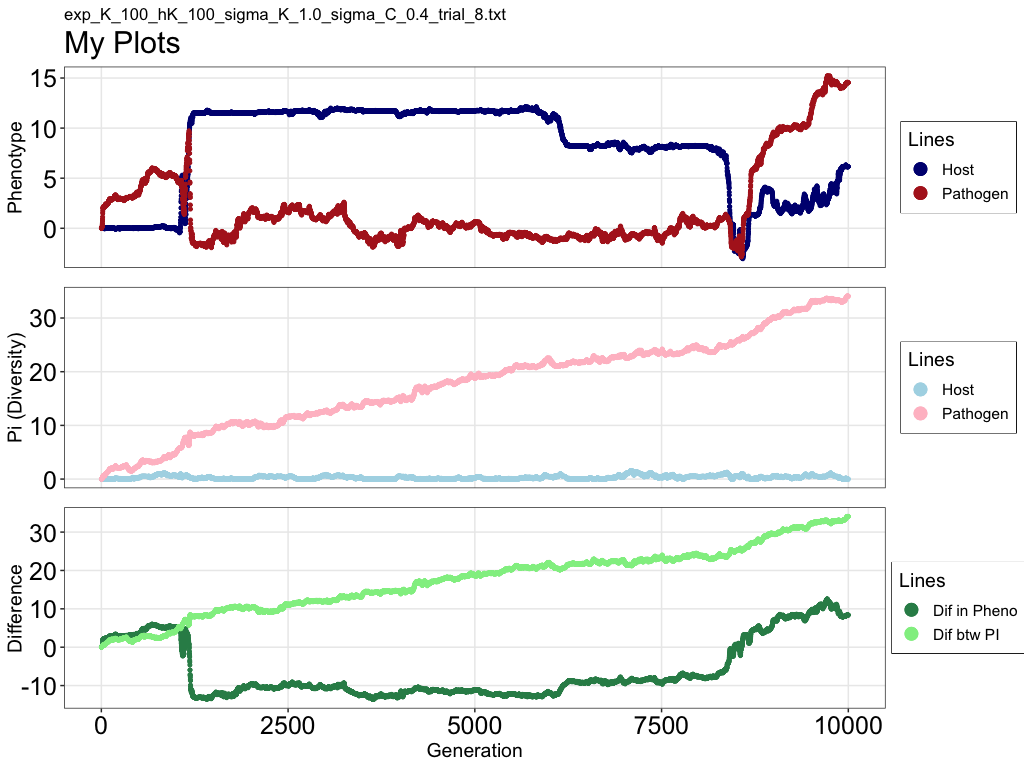 exp_K_100_hK_100_sigma_K_1.0_sigma_C_0.4_trial_8.txt
My Plots
Phenotype
15
10
5
0
Lines
Host
Pathogen
Pi (Diversity)
30
20
10
0
Lines
Host
Pathogen
Difference
30
20
10
0
-10
Lines
Dif in Pheno
Dif btw PI
0 2500 5000 7500 10000
Generation